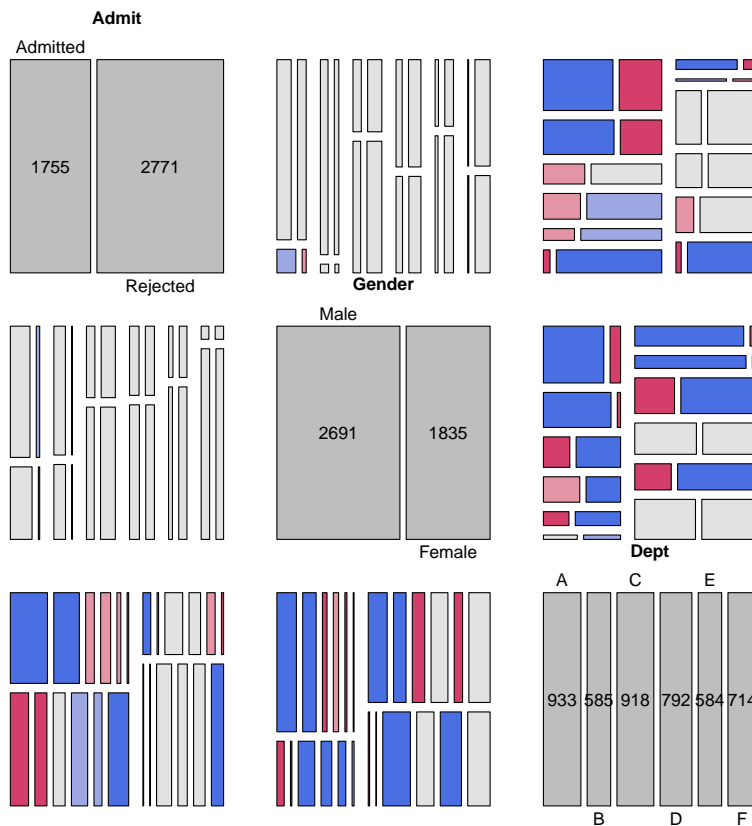 Admit
Admitted
1755 2771
Rejected
Gender
Male
2691 1835
Female
Dept
A C E
933 585 918 792 584 714
B D F